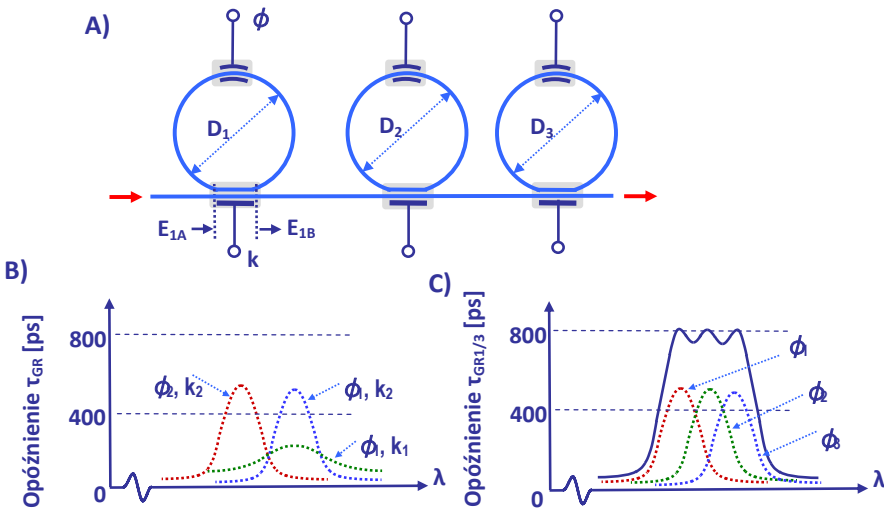 A)
ϕ
D₁
D₂
D₃
E₁A
E₁B
k
B)
Opóźnienie τGR [ps]
800
400
0
ϕ₂, k₂
ϕ₁, k₂
ϕ₁, k₁
λ
C)
Opóźnienie τGR1/3 [ps]
800
400
0
ϕ₁
ϕ₂
ϕ₃
λ